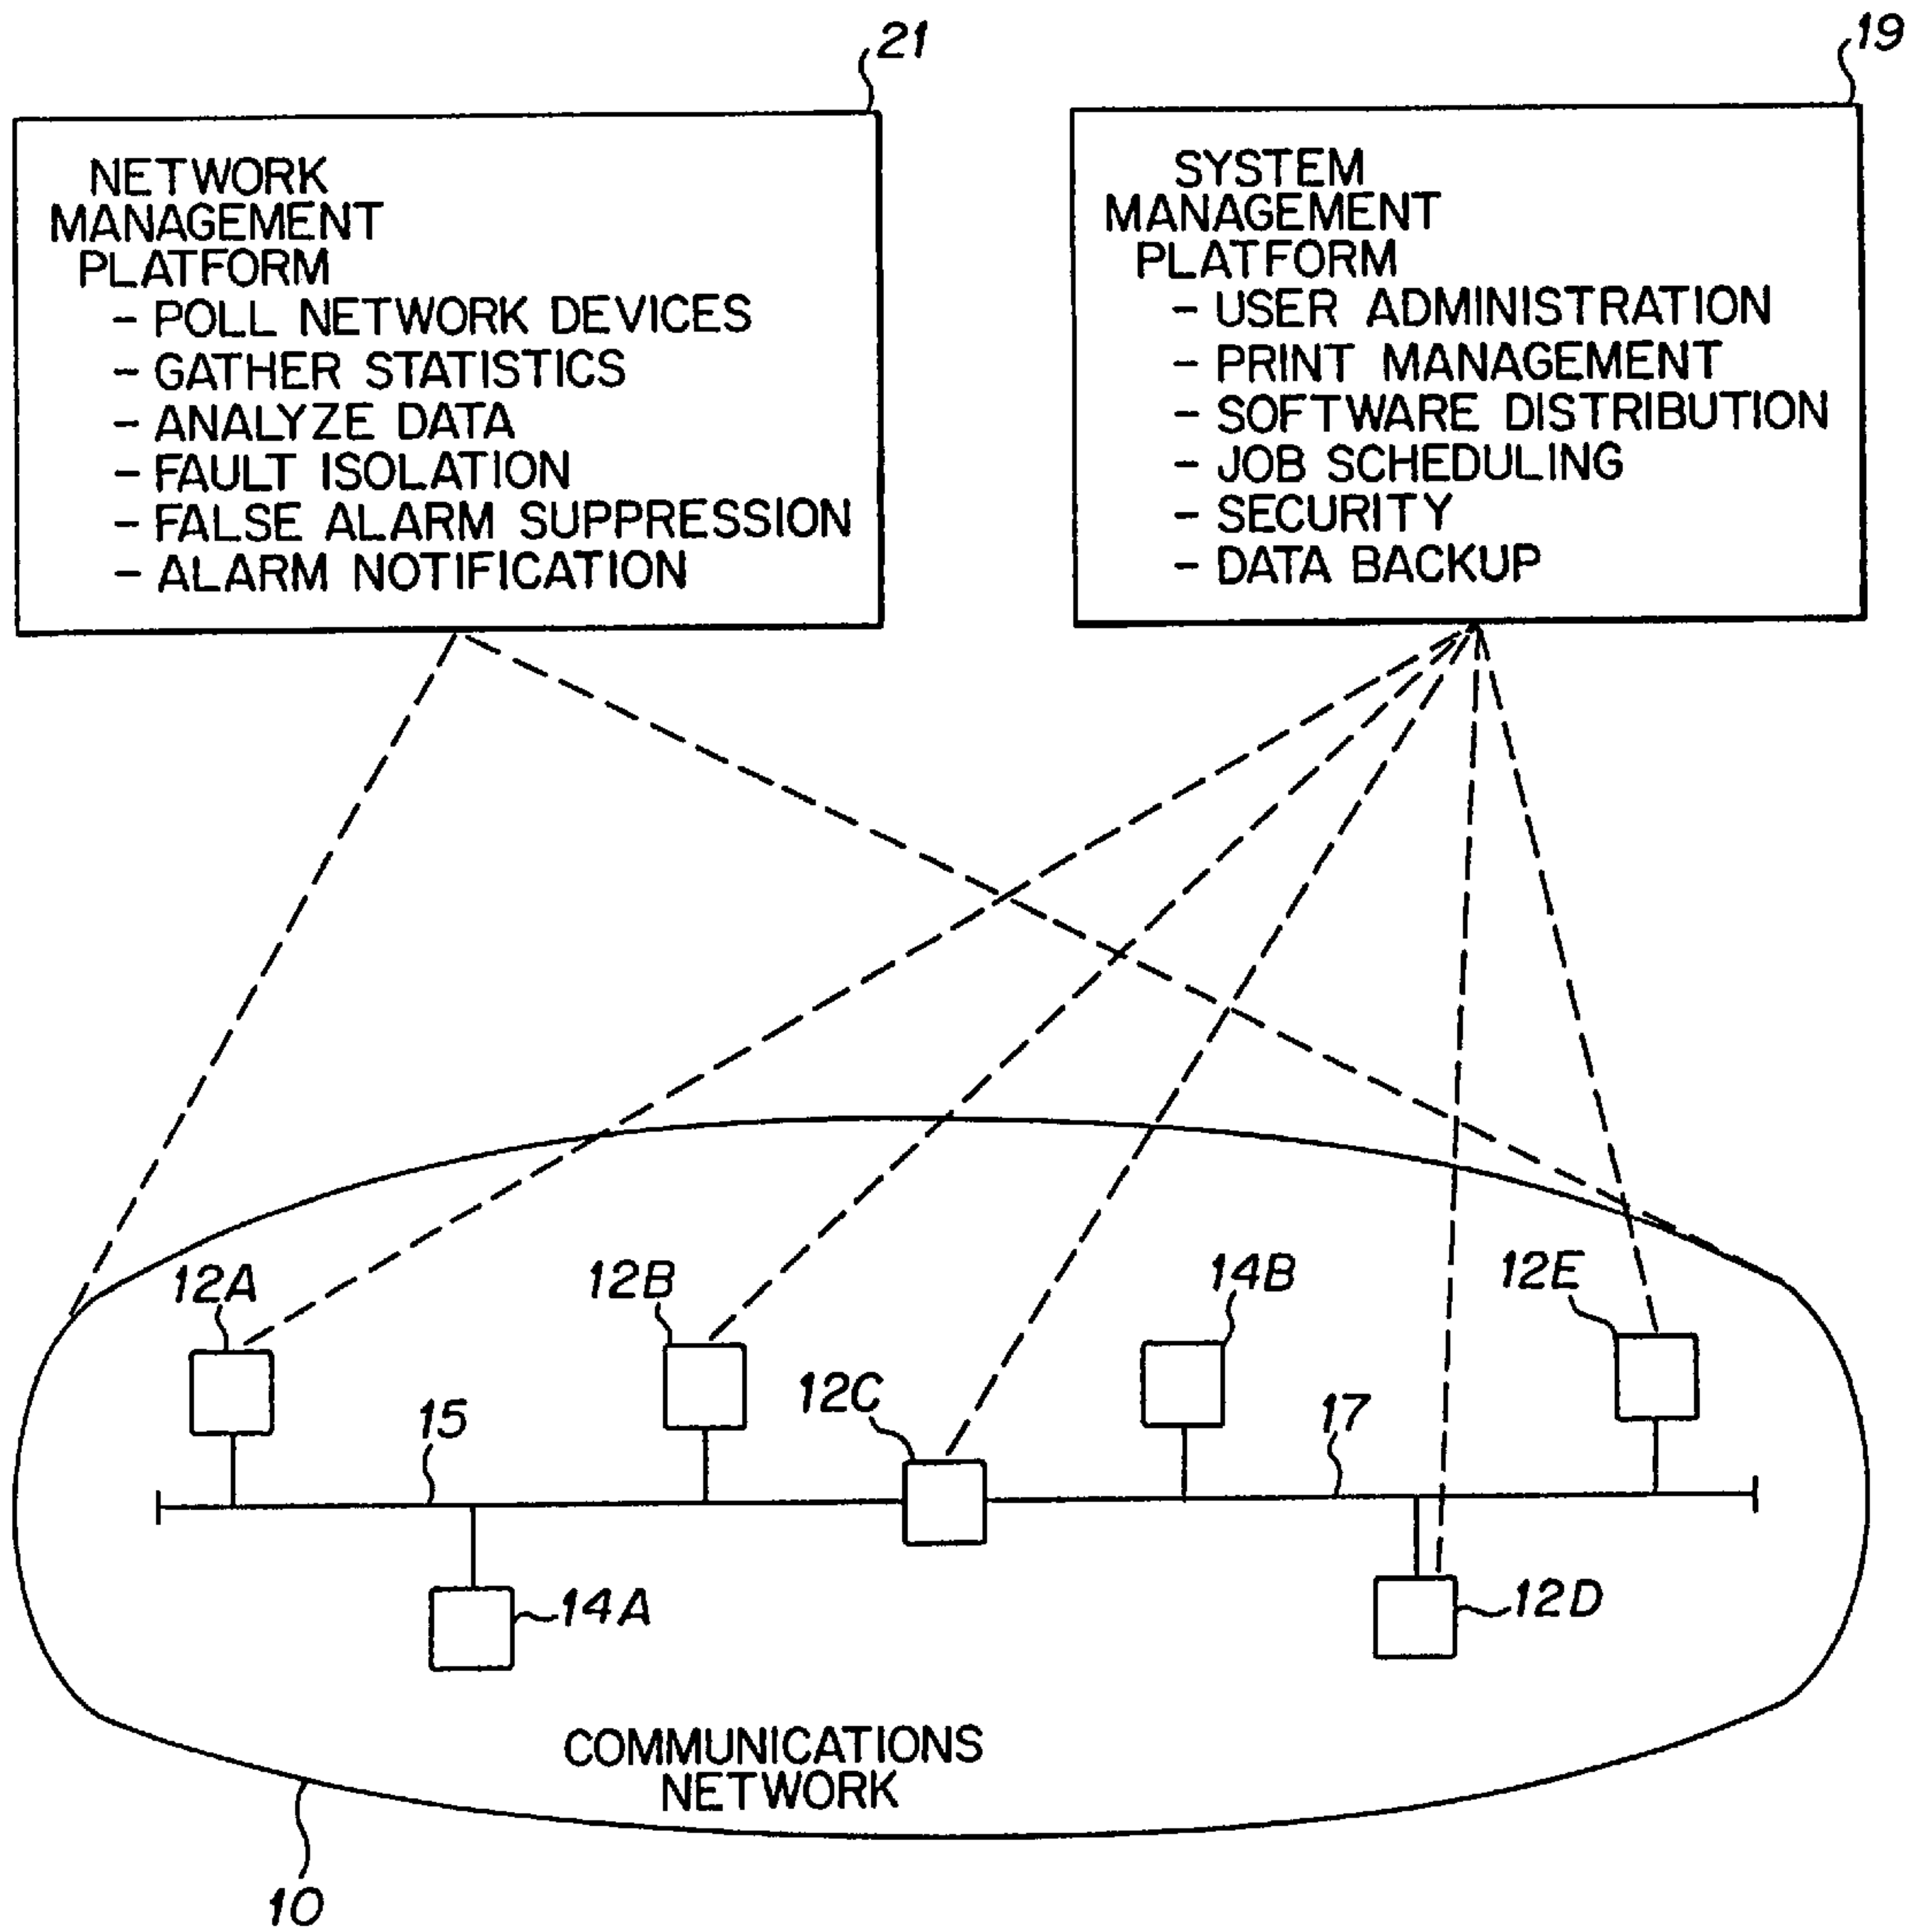 21
19
NETWORK
MANAGEMENT
PLATFORM
- POLL NETWORK DEVICES
- GATHER STATISTICS
- ANALYZE DATA
- FAULT ISOLATION
- FALSE ALARM SUPPRESSION
- ALARM NOTIFICATION
SYSTEM
MANAGEMENT
PLATFORM
- USER ADMINISTRATION
- PRINT MANAGEMENT
- SOFTWARE DISTRIBUTION
- JOB SCHEDULING
- SECURITY
- DATA BACKUP
12A
12B
14B
12E
12C
15
17
14A
12D
COMMUNICATIONS
NETWORK
10